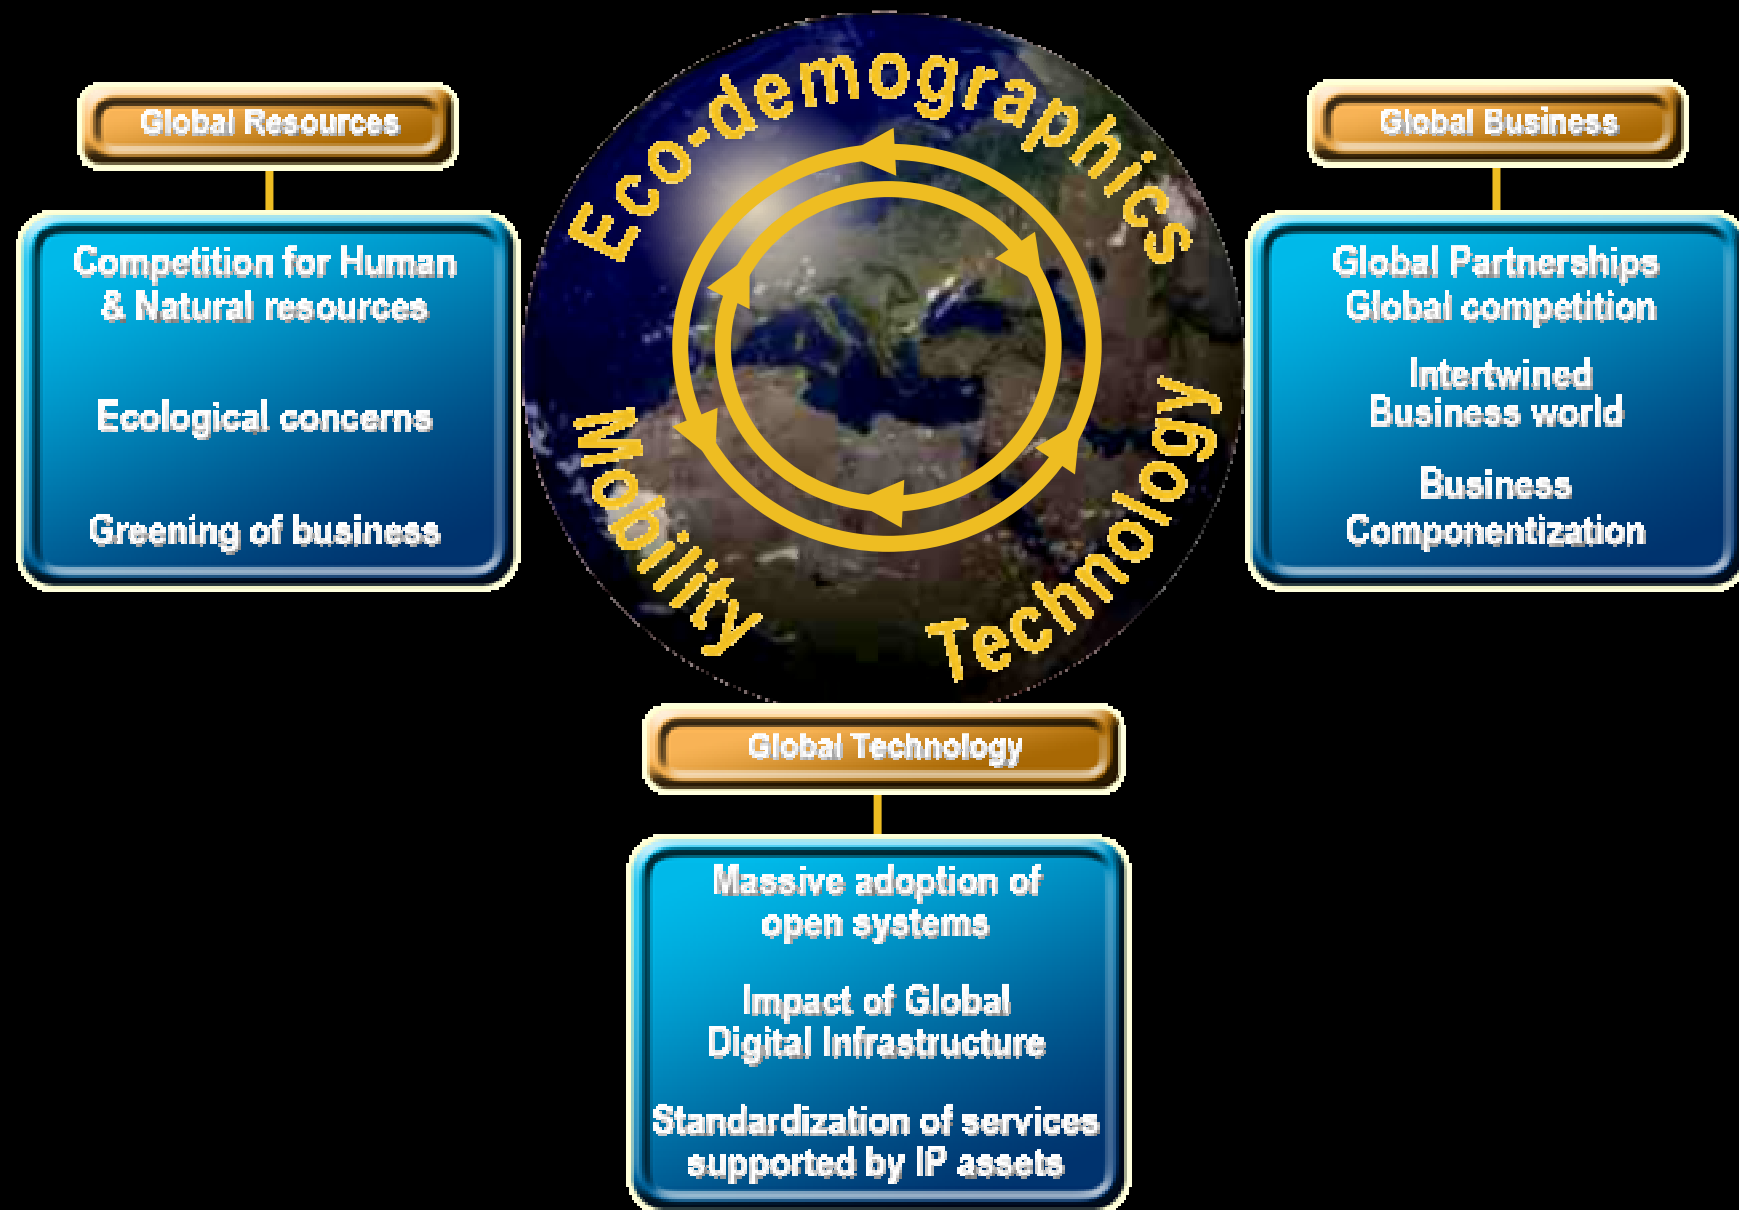 Global Resources
Competition for Human
& Natural resources
Ecological concerns
Greening of business
Eco-demographics
Mobility
Technology
Global Business
Global Partnerships
Global competition
Intertwined
Business world
Business
Componentization
Global Technology
Massive adoption of
open systems
Impact of Global
Digital Infrastructure
Standardization of services
supported by IP assets